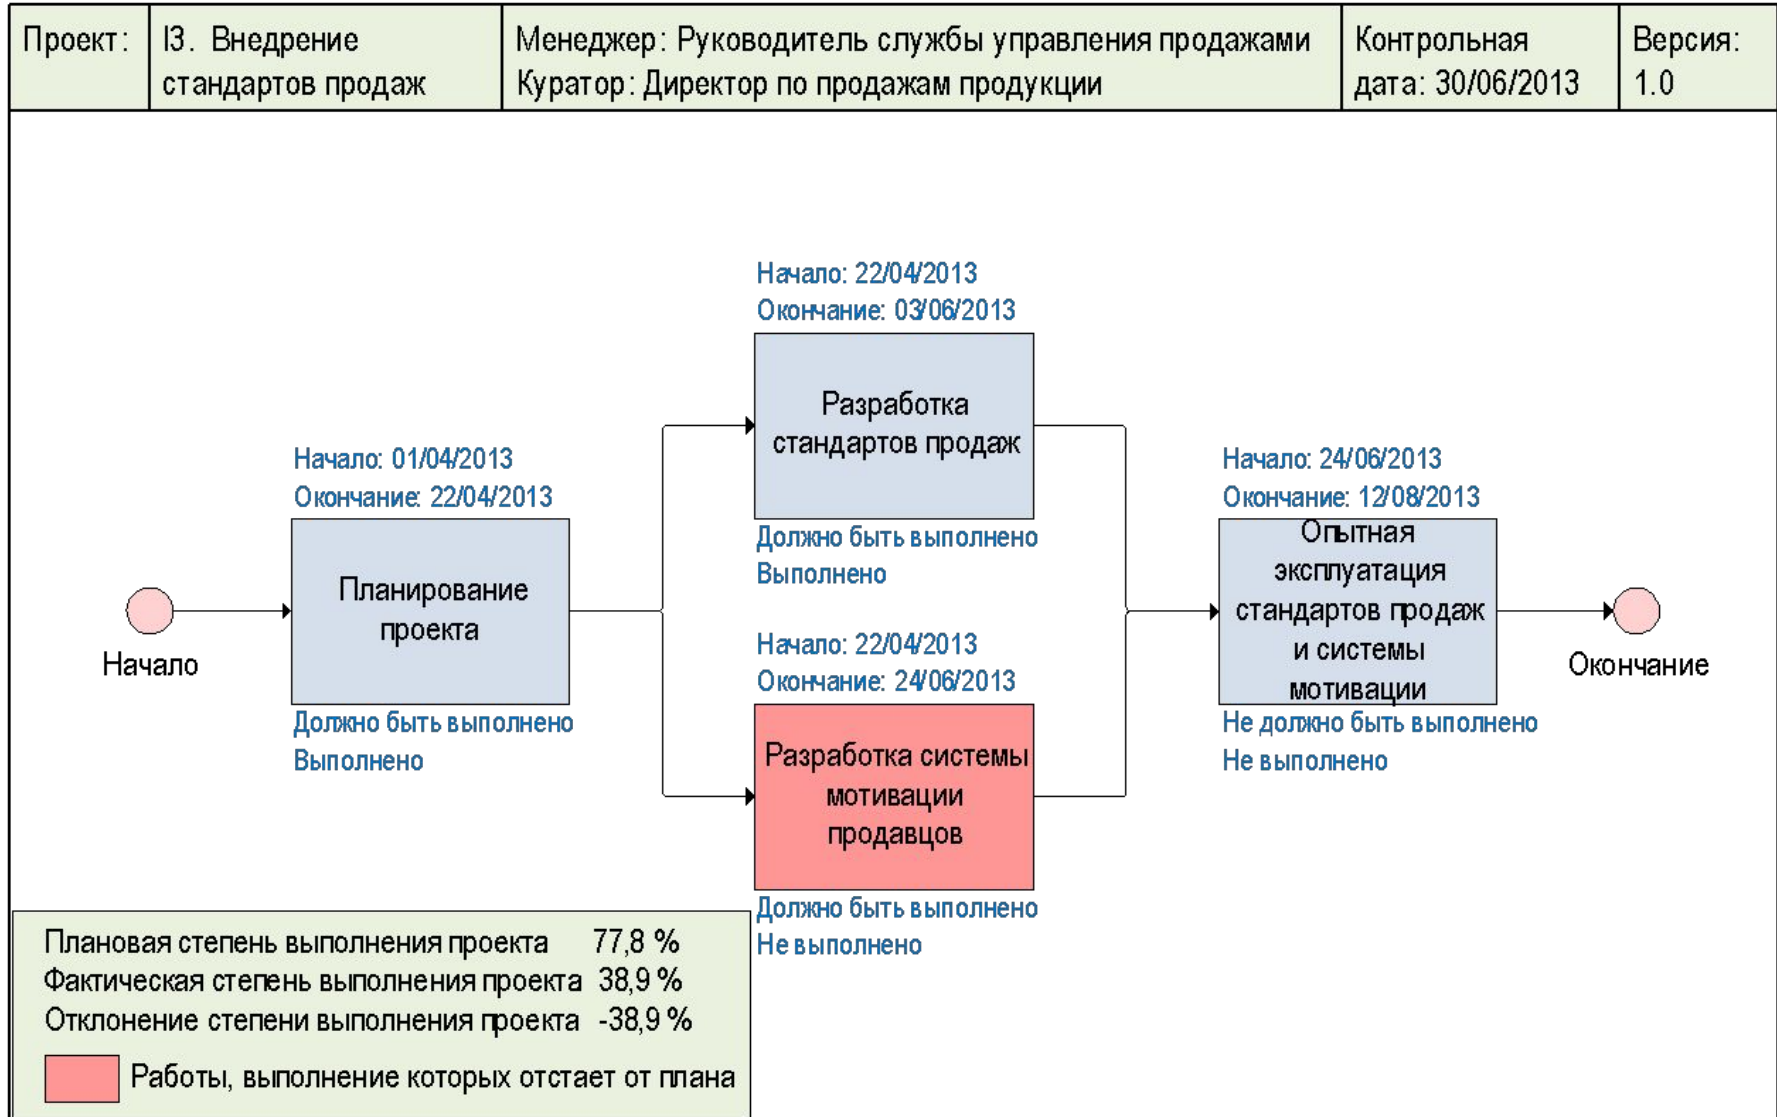 Проект:
I3. Внедрение
стандартов продаж
Менеджер: Руководитель службы управления продажами
Куратор: Директор по продажам продукции
Контрольная
дата: 30/06/2013
Версия:
1.0
Начало
Начало: 01/04/2013
Окончание: 22/04/2013
Планирование
проекта
Должно быть выполнено
Выполнено
Начало: 22/04/2013
Окончание: 03/06/2013
Разработка
стандартов продаж
Должно быть выполнено
Выполнено
Начало: 22/04/2013
Окончание: 24/06/2013
Разработка системы
мотивации
продавцов
Должно быть выполнено
Не выполнено
Начало: 24/06/2013
Окончание: 12/08/2013
Опытная
эксплуатация
стандартов продаж
и системы
мотивации
Не должно быть выполнено
Не выполнено
Окончание
Плановая степень выполнения проекта 77,8 %
Фактическая степень выполнения проекта 38,9 %
Отклонение степени выполнения проекта -38,9 %
Работы, выполнение которых отстает от плана